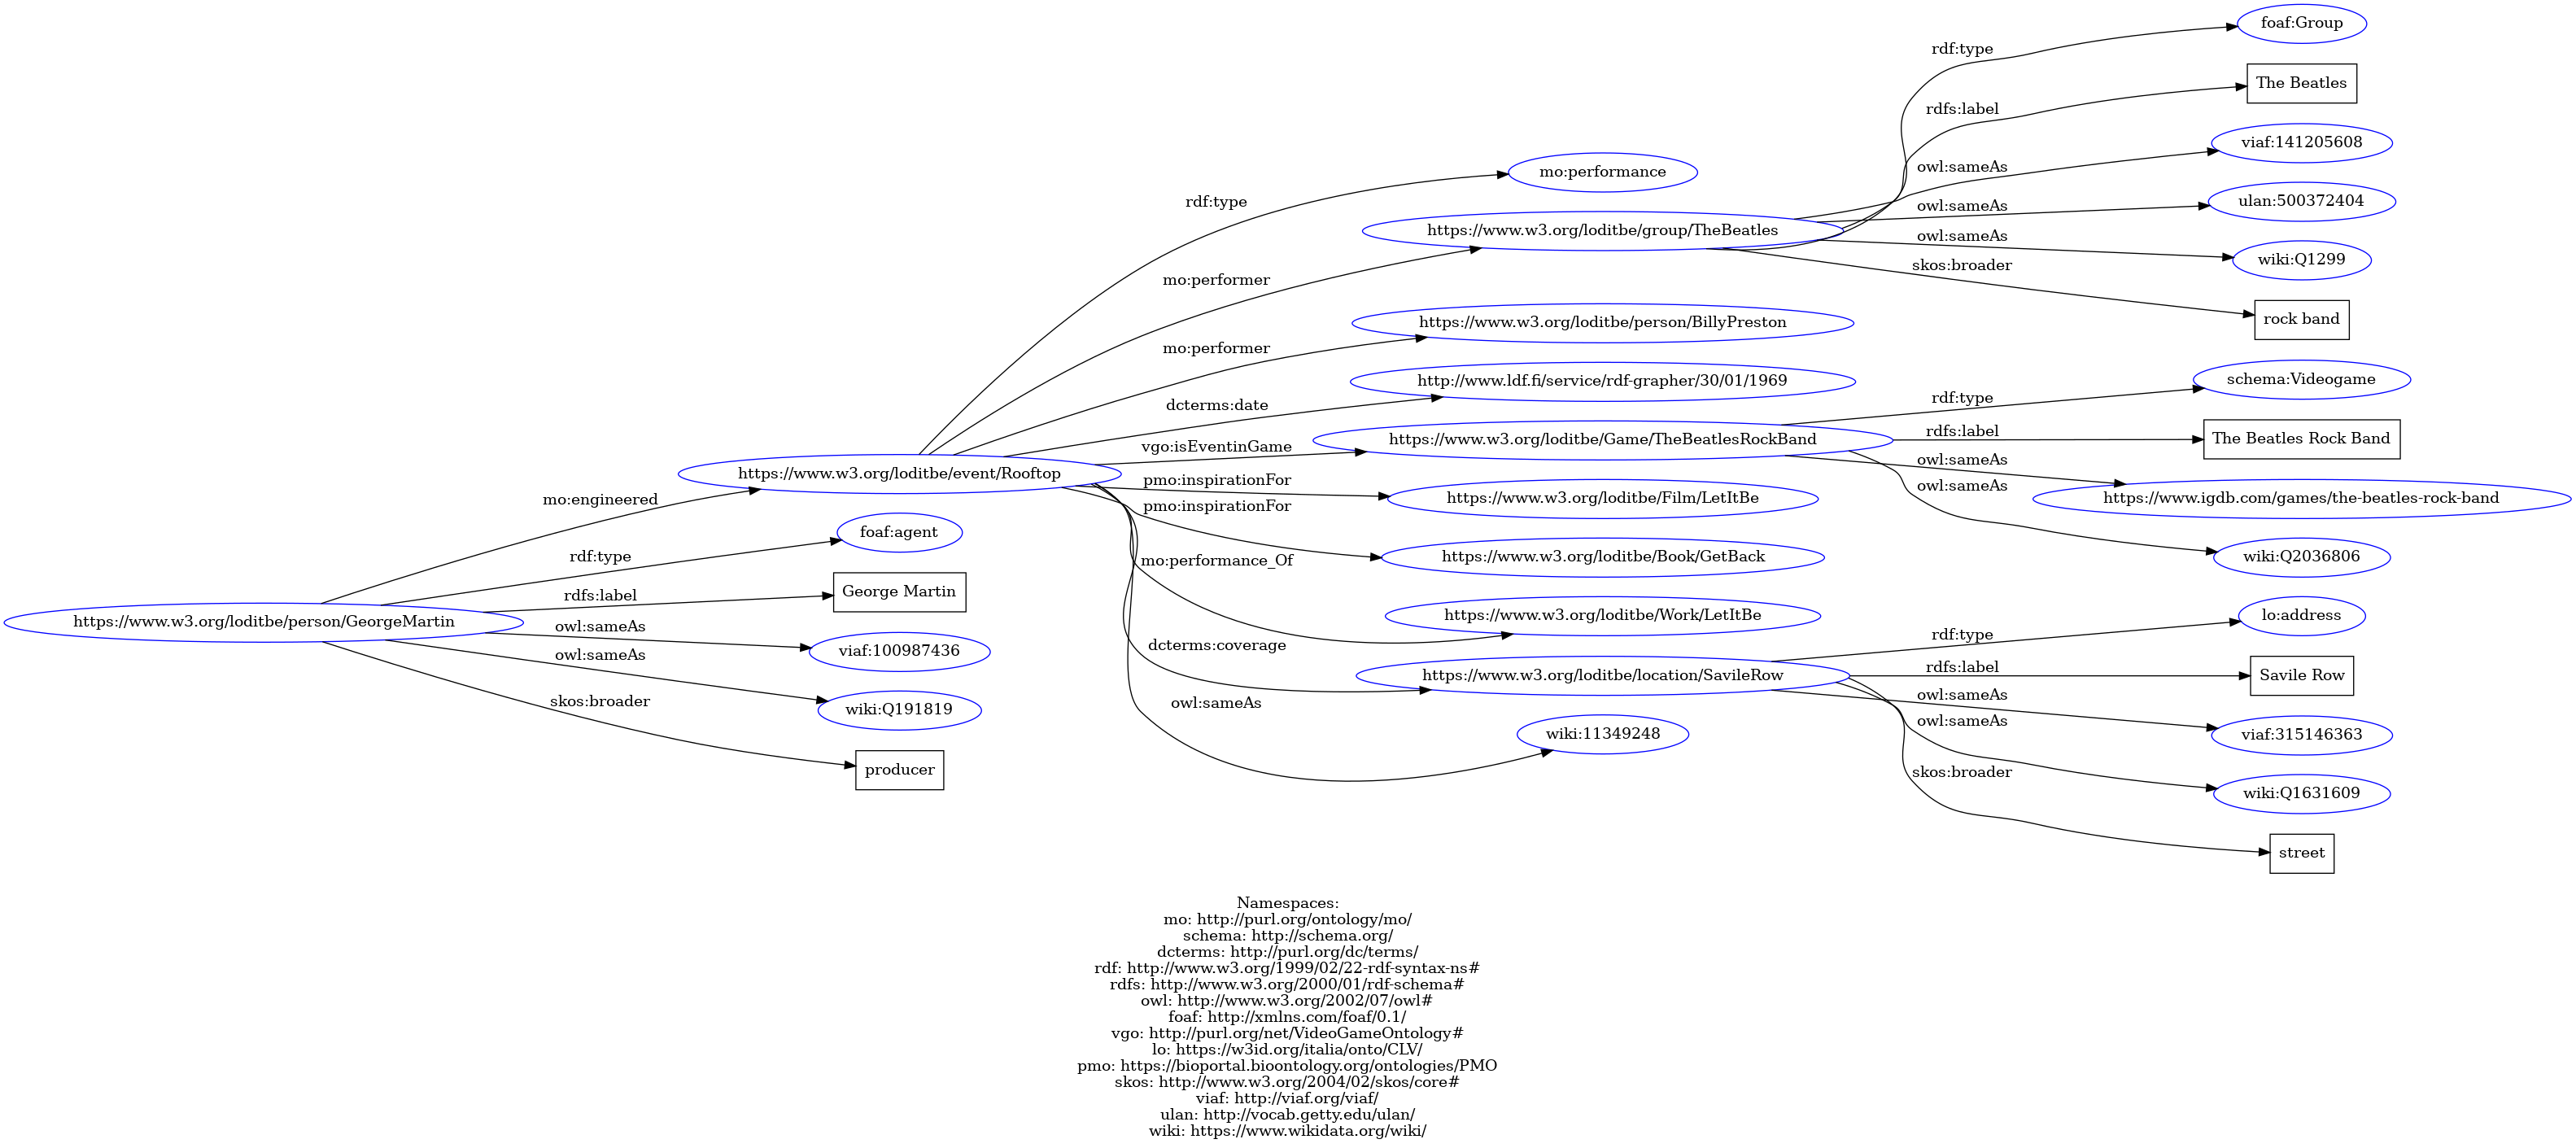 foaf:Group
rdf:type
The Beatles
rdfs:label
viaf:141205608
owl:sameAs
mo:performance
rdf:type
ulan:500372404
owl:sameAs
https://www.w3.org/loditbe/group/TheBeatles
owl:sameAs
wiki:Q1299
skos:broader
mo:performer
rock band
https://www.w3.org/loditbe/person/BillyPreston
mo:performer
http://www.ldf.fi/service/rdf-grapher/30/01/1969
schema:Videogame
rdf:type
dcterms:date
https://www.w3.org/loditbe/Game/TheBeatlesRockBand
rdfs:label
The Beatles Rock Band
vgo:isEventinGame
owl:sameAs
https://www.w3.org/loditbe/event/Rooftop
pmo:inspirationFor
owl:sameAs
https://www.w3.org/loditbe/Film/LetItBe
https://www.igdb.com/games/the-beatles-rock-band
mo:engineered
pmo:inspirationFor
foaf:agent
rdf:type
https://www.w3.org/loditbe/Book/GetBack
wiki:Q2036806
mo:performance_Of
George Martin
rdfs:label
https://www.w3.org/loditbe/Work/LetItBe
lo:address
https://www.w3.org/loditbe/person/GeorgeMartin
owl:sameAs
rdf:type
viaf:100987436
owl:sameAs
dcterms:coverage
rdfs:label
https://www.w3.org/loditbe/location/SavileRow
Savile Row
owl:sameAs
skos:broader
wiki:Q191819
owl:sameAs
owl:sameAs
wiki:11349248
viaf:315146363
producer
skos:broader
wiki:Q1631609
street
Namespaces:
mo: http://purl.org/ontology/mo/
schema: http://schema.org/
dcterms: http://purl.org/dc/terms/
rdf: http://www.w3.org/1999/02/22-rdf-syntax-ns#
rdfs: http://www.w3.org/2000/01/rdf-schema#
owl: http://www.w3.org/2002/07/owl#
foaf: http://xmlns.com/foaf/0.1/
vgo: http://purl.org/net/VideoGameOntology#
lo: https://w3id.org/italia/onto/CLV/
pmo: https://bioportal.bioontology.org/ontologies/PMO
skos: http://www.w3.org/2004/02/skos/core#
viaf: http://viaf.org/viaf/
ulan: http://vocab.getty.edu/ulan/
wiki: https://www.wikidata.org/wiki/